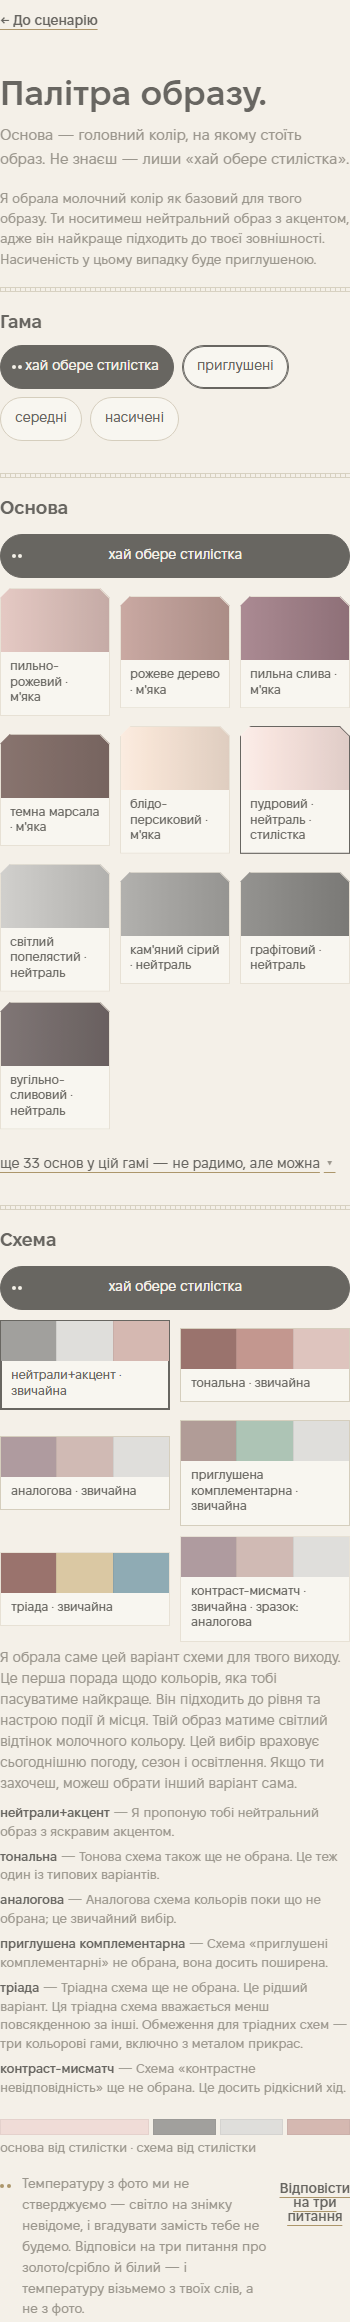 ← До сценарію
Палітра образу.
Основа — головний колір, на якому стоїть
образ. Не знаєш — лиши «хай обере стилістка».
Я обрала молочний колір як базовий для твого
образу. Ти носитимеш нейтральний образ з акцентом,
адже він найкраще підходить до твоєї зовнішності.
Насиченість у цьому випадку буде приглушеною.
Гама
хай обере стилістка
приглушені
середні
насичені
Основа
хай обере стилістка
пильно-
рожевий ·
м'яка
рожеве дерево
· м'яка
пильна слива ·
м'яка
темна марсала
· м'яка
блідо-
персиковий ·
м'яка
пудровий ·
нейтраль ·
стилістка
світлий
попелястий ·
нейтраль
кам'яний сірий
· нейтраль
графітовий ·
нейтраль
вугільно-
сливовий ·
нейтраль
ще 33 основ у цій гамі — не радимо, але можна
Схема
хай обере стилістка
нейтрали+акцент ·
звичайна
тональна · звичайна
аналогова · звичайна
приглушена
комплементарна ·
звичайна
тріада · звичайна
контраст-мисматч ·
звичайна · зразок:
аналогова
Я обрала саме цей варіант схеми для твого виходу.
Це перша порада щодо кольорів, яка тобі
пасуватиме найкраще. Він підходить до рівня та
настрою події й місця. Твій образ матиме світлий
відтінок молочного кольору. Цей вибір враховує
сьогоднішню погоду, сезон і освітлення. Якщо ти
захочеш, можеш обрати інший варіант сама.
нейтрали+акцент — Я пропоную тобі нейтральний
образ з яскравим акцентом.
тональна — Тонова схема також ще не обрана. Це теж
один із типових варіантів.
аналогова — Аналогова схема кольорів поки що не
обрана; це звичайний вибір.
приглушена комплементарна — Схема «приглушені
комплементарні» не обрана, вона досить поширена.
тріада — Тріадна схема ще не обрана. Це рідший
варіант. Ця тріадна схема вважається менш
повсякденною за інші. Обмеження для тріадних схем —
три кольорові гами, включно з металом прикрас.
контраст-мисматч — Схема «контрастне
невідповідність» ще не обрана. Це досить рідкісний хід.
основа від стилістки · схема від стилістки
Температуру з фото ми не
стверджуємо — світло на знімку
невідоме, і вгадувати замість тебе не
будемо. Відповіси на три питання про
золото/срібло й білий — і
температуру візьмемо з твоїх слів, а
не з фото.
Відповісти
на три
питання